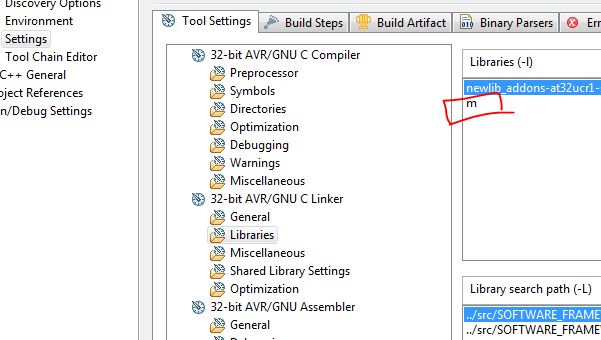 Discovery Options
Environment
Settings
Tool Chain Editor
C++ General
oject References
n/Debug Settings
Tool Settings
Build Steps
Build Artifact
Binary Parsers
Erro
32-bit AVR/GNU C Compiler
Preprocessor
Symbols
Directories
Optimization
Debugging
Warnings
Miscellaneous
32-bit AVR/GNU C Linker
General
Libraries
Miscellaneous
Shared Library Settings
Optimization
32-bit AVR/GNU Assembler
General
Libraries (-l)
newlib_addons-at32ucr1-
m
Library search path (-L)
../src/SOFTWARE_FRAME
../src/SOFTWARE_FRAME